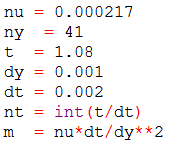 nu = 0.000217
ny  = 41
t  = 1.08
dy = 0.001
dt = 0.002
nt = int(t/dt)
m  = nu*dt/dy**2